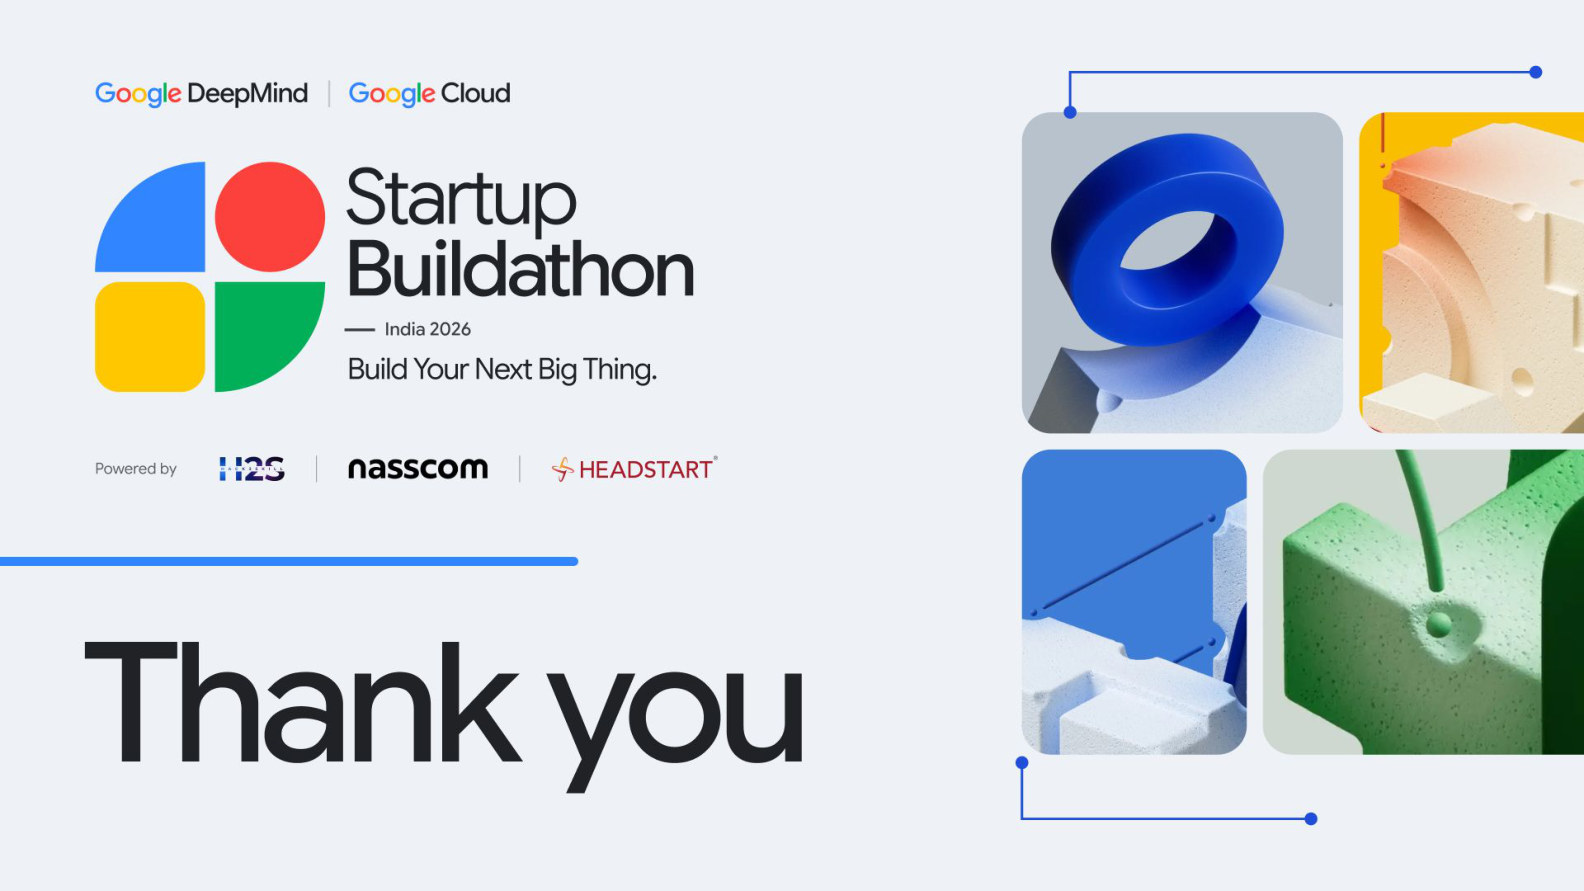 Google DeepMind | Google Cloud
Startup
Buildathon
— India 2026
Build Your Next Big Thing.
Powered by H2S | nasscom | HEADSTART®
Thank you